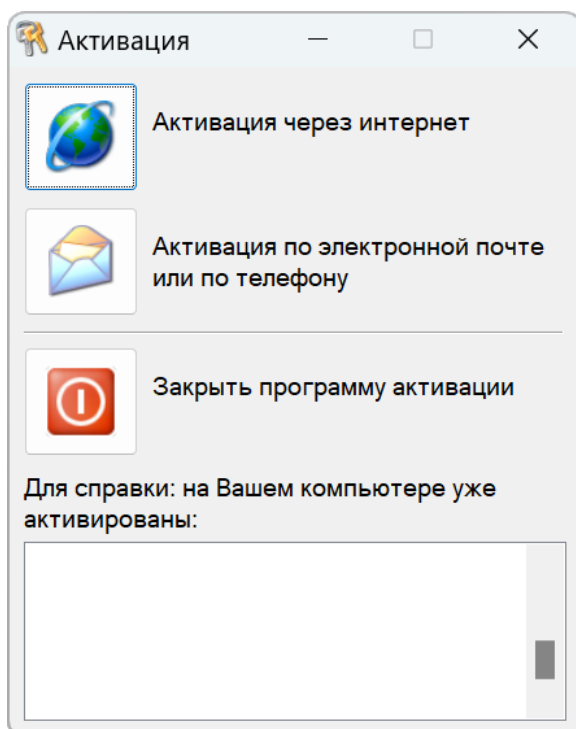 Активация
Активация через интернет
Активация по электронной почте
или по телефону
Закрыть программу активации
Для справки: на Вашем компьютере уже
активированы: